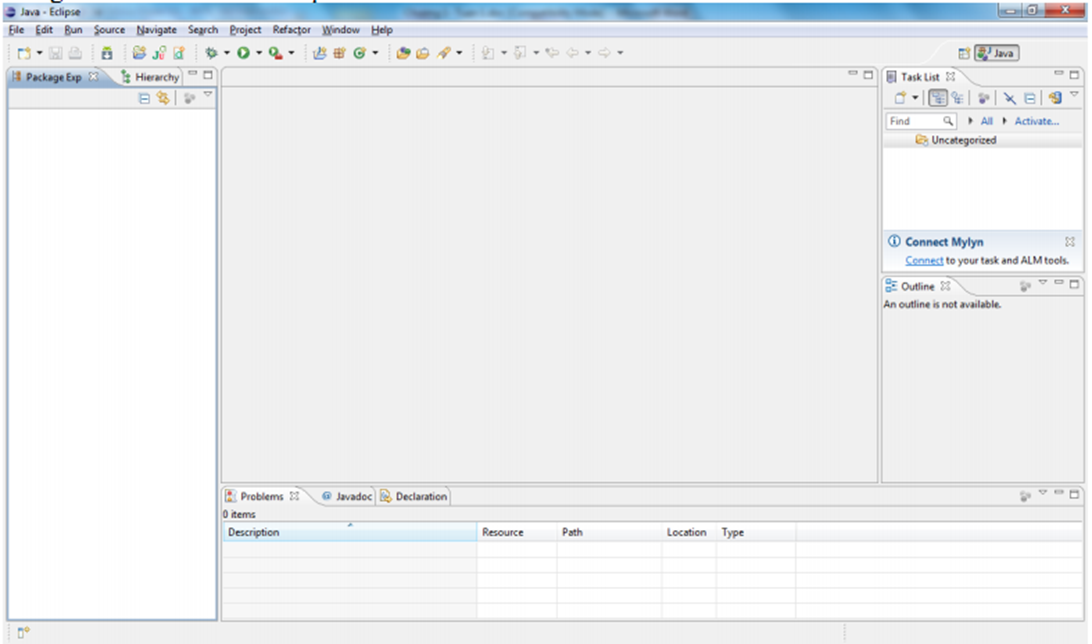 Java - Eclipse
File Edit Run Source Navigate Search Project Refactor Window Help
Java
Package Exp
Hierarchy
Task List
Find
All
Activate...
Uncategorized
Connect Mylyn
Connect to your task and ALM tools.
Outline
An outline is not available.
Problems
@ Javadoc
Declaration
0 items
Description Resource Path Location Type